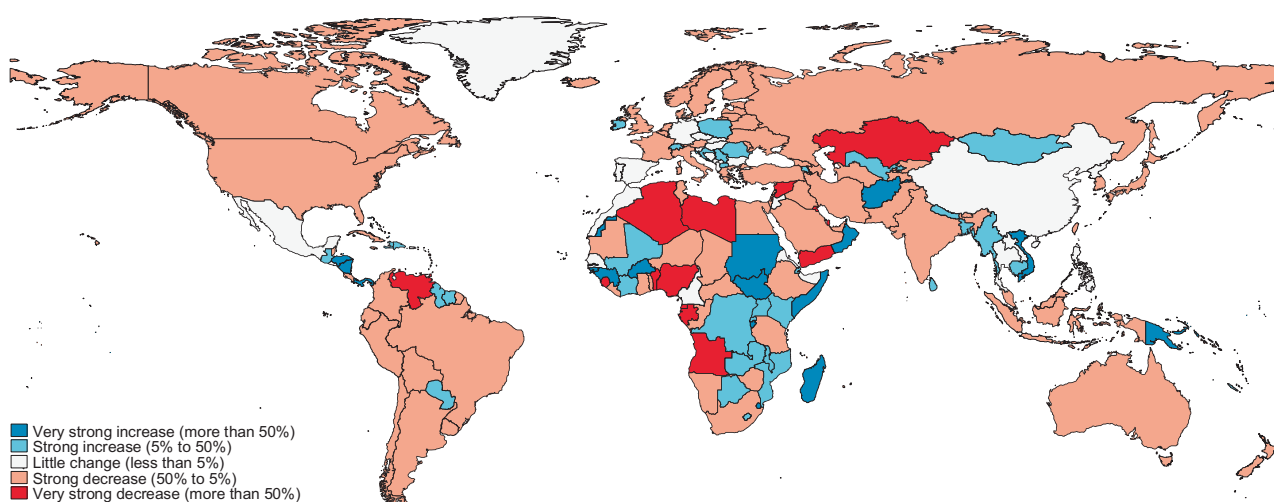 Very strong increase (more than 50%)
Strong increase (5% to 50%)
Little change (less than 5%)
Strong decrease (50% to 5%)
Very strong decrease (more than 50%)